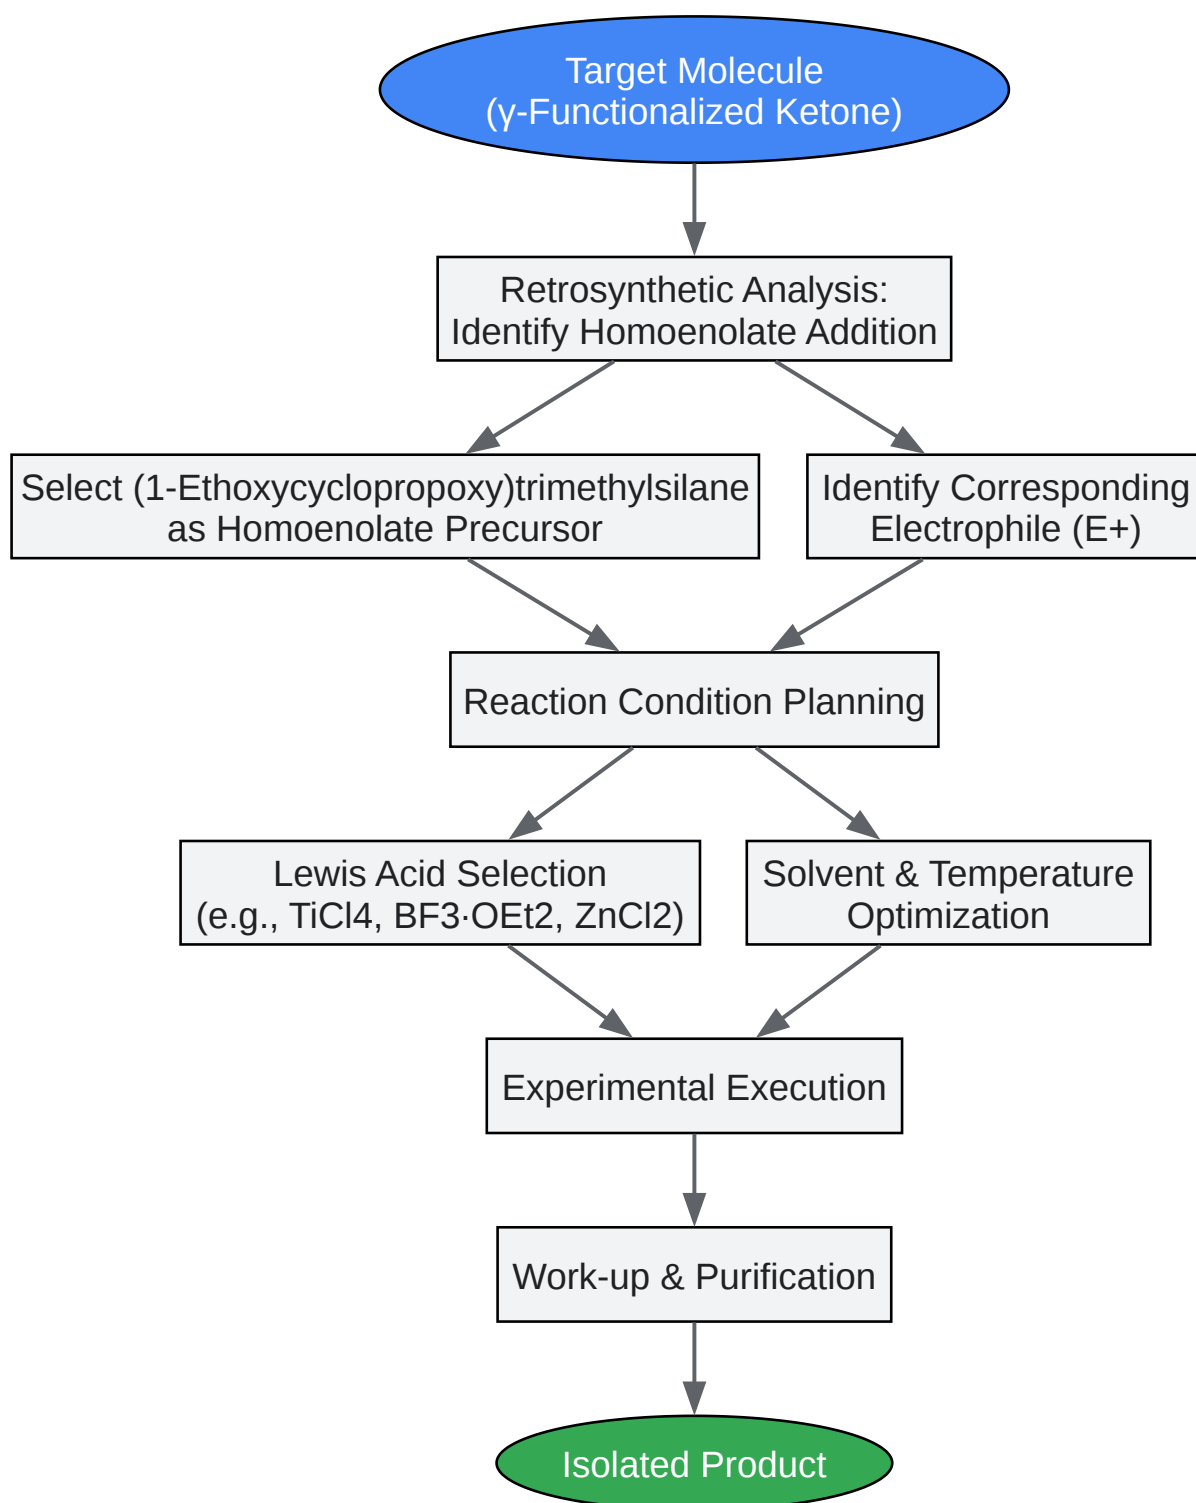 Target Molecule
(γ-Functionalized Ketone)
Retrosynthetic Analysis:
Identify Homoenolate Addition
Select (1-Ethoxycyclopropoxy)trimethylsilane
as Homoenolate Precursor
Identify Corresponding
Electrophile (E+)
Reaction Condition Planning
Lewis Acid Selection
(e.g., TiCl4, BF3·OEt2, ZnCl2)
Solvent & Temperature
Optimization
Experimental Execution
Work-up & Purification
Isolated Product